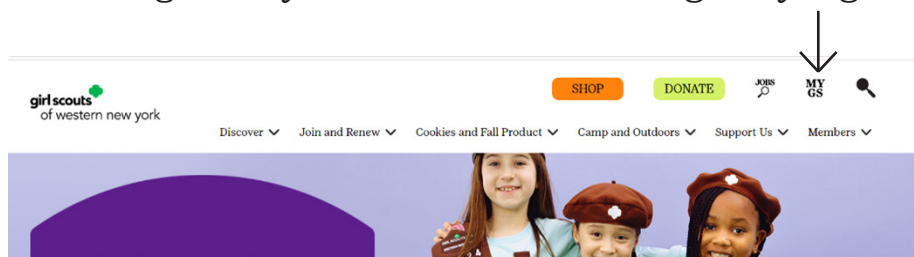 SHOP
DONATE
JOBS
MY
GS
girl scouts
of western new york
Discover
Join and Renew
Cookies and Fall Product
Camp and Outdoors
Support Us
Members